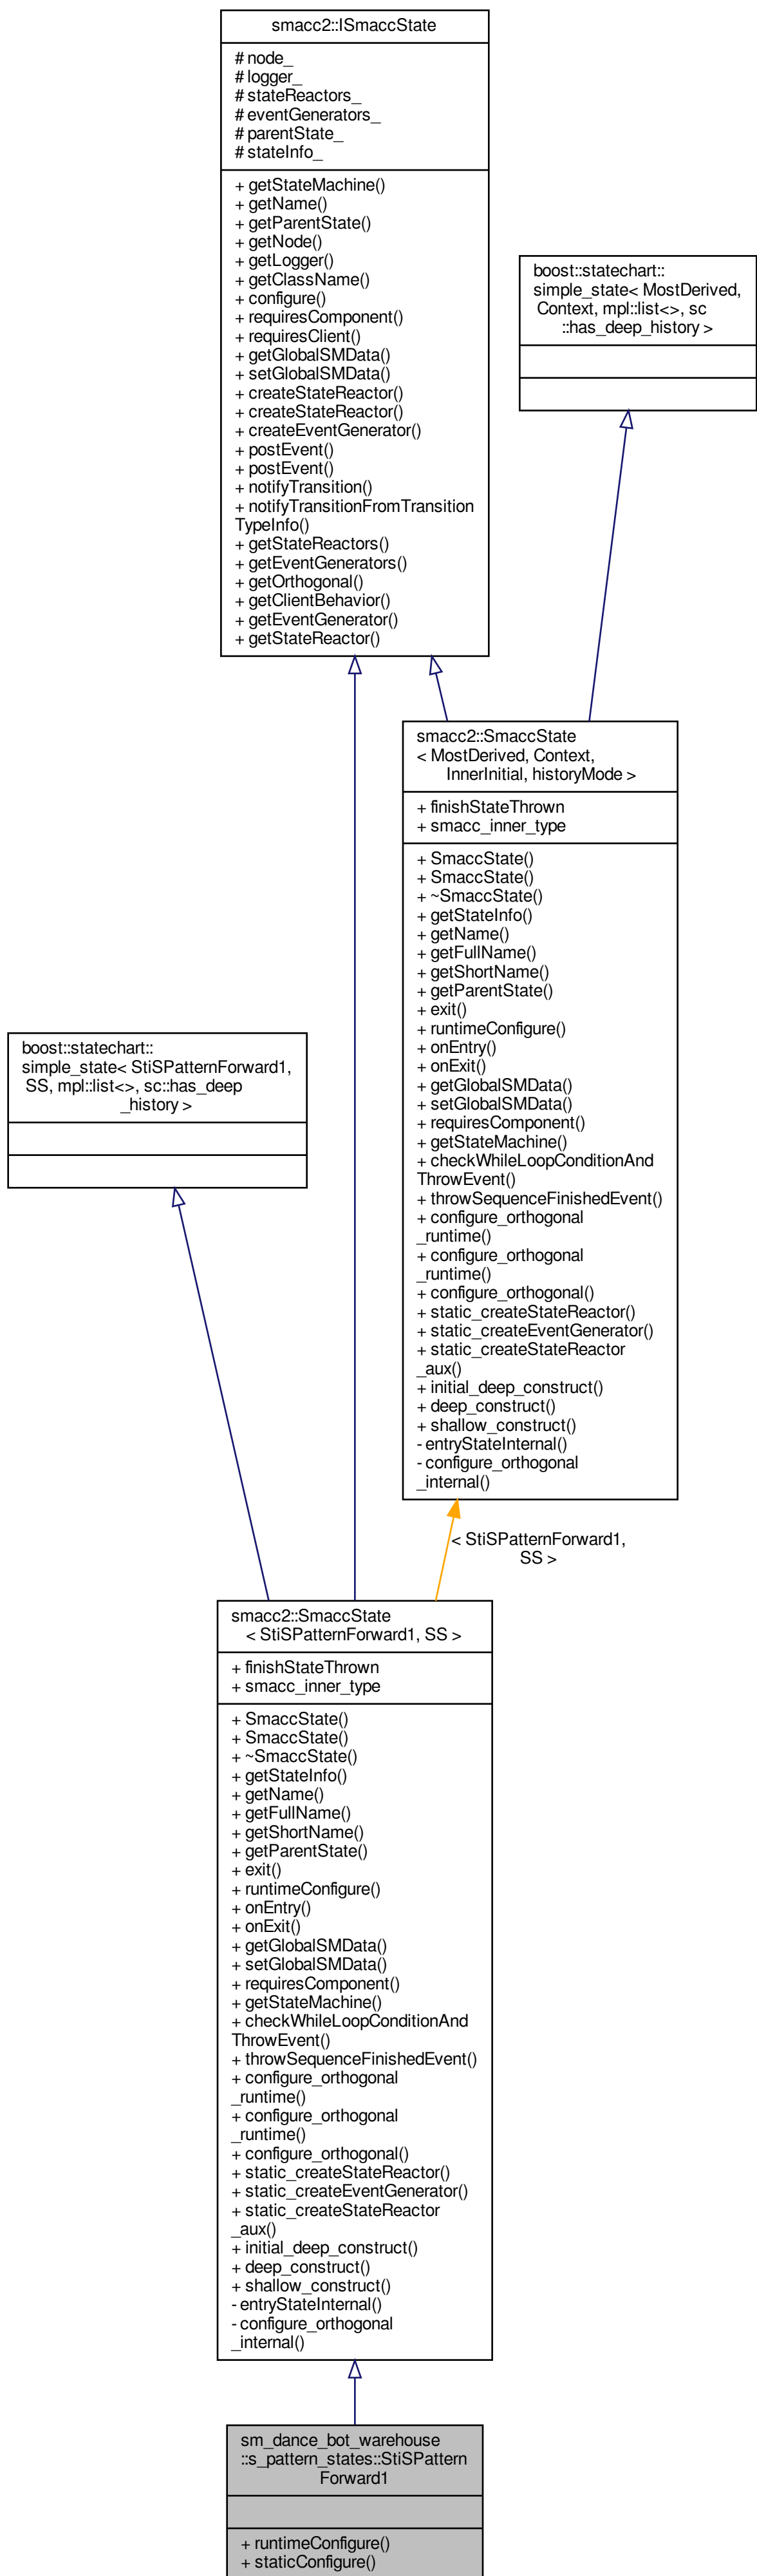 smacc2::ISmaccState
# node_
# logger_
# stateReactors_
# eventGenerators_
# parentState_
# stateInfo_
+ getStateMachine()
+ getName()
+ getParentState()
+ getNode()
+ getLogger()
+ getClassName()
+ configure()
+ requiresComponent()
+ requiresClient()
+ getGlobalSMData()
+ setGlobalSMData()
+ createStateReactor()
+ createStateReactor()
+ createEventGenerator()
+ postEvent()
+ postEvent()
+ notifyTransition()
+ notifyTransitionFromTransition
TypeInfo()
+ getStateReactors()
+ getEventGenerators()
+ getOrthogonal()
+ getClientBehavior()
+ getEventGenerator()
+ getStateReactor()
boost::statechart::
simple_state< MostDerived,
Context, mpl::list<>, sc
::has_deep_history >
smacc2::SmaccState
< MostDerived, Context,
InnerInitial, historyMode >
+ finishStateThrown
+ smacc_inner_type
+ SmaccState()
+ SmaccState()
+ ~SmaccState()
+ getStateInfo()
+ getName()
+ getFullName()
+ getShortName()
+ getParentState()
+ exit()
+ runtimeConfigure()
+ onEntry()
+ onExit()
+ getGlobalSMData()
+ setGlobalSMData()
+ requiresComponent()
+ getStateMachine()
+ checkWhileLoopConditionAnd
ThrowEvent()
+ throwSequenceFinishedEvent()
+ configure_orthogonal
_runtime()
+ configure_orthogonal
_runtime()
+ configure_orthogonal()
+ static_createStateReactor()
+ static_createEventGenerator()
+ static_createStateReactor
_aux()
+ initial_deep_construct()
+ deep_construct()
+ shallow_construct()
- entryStateInternal()
- configure_orthogonal
_internal()
boost::statechart::
simple_state< StiSPatternForward1,
SS, mpl::list<>, sc::has_deep
_history >
< StiSPatternForward1,
SS >
smacc2::SmaccState
< StiSPatternForward1, SS >
+ finishStateThrown
+ smacc_inner_type
+ SmaccState()
+ SmaccState()
+ ~SmaccState()
+ getStateInfo()
+ getName()
+ getFullName()
+ getShortName()
+ getParentState()
+ exit()
+ runtimeConfigure()
+ onEntry()
+ onExit()
+ getGlobalSMData()
+ setGlobalSMData()
+ requiresComponent()
+ getStateMachine()
+ checkWhileLoopConditionAnd
ThrowEvent()
+ throwSequenceFinishedEvent()
+ configure_orthogonal
_runtime()
+ configure_orthogonal
_runtime()
+ configure_orthogonal()
+ static_createStateReactor()
+ static_createEventGenerator()
+ static_createStateReactor
_aux()
+ initial_deep_construct()
+ deep_construct()
+ shallow_construct()
- entryStateInternal()
- configure_orthogonal
_internal()
sm_dance_bot_warehouse
::s_pattern_states::StiSPattern
Forward1
+ runtimeConfigure()
+ staticConfigure()